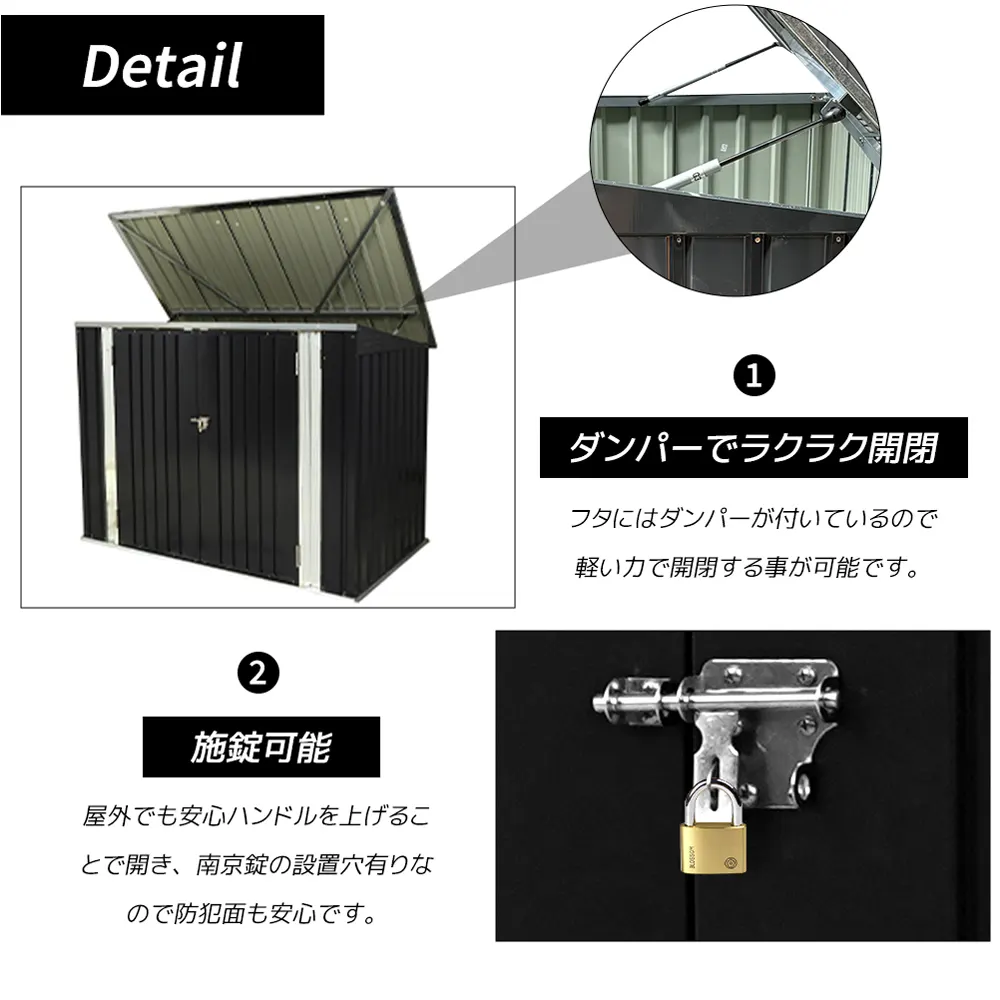 Detail
1
ダンパーでラクラク開閉
フタにはダンパーが付いているので
軽い力で開閉する事が可能です。
2
施錠可能
屋外でも安心ハンドルを上げるこ
とで開き、南京錠の設置穴有りな
ので防犯面も安心です。
BLOSSOM